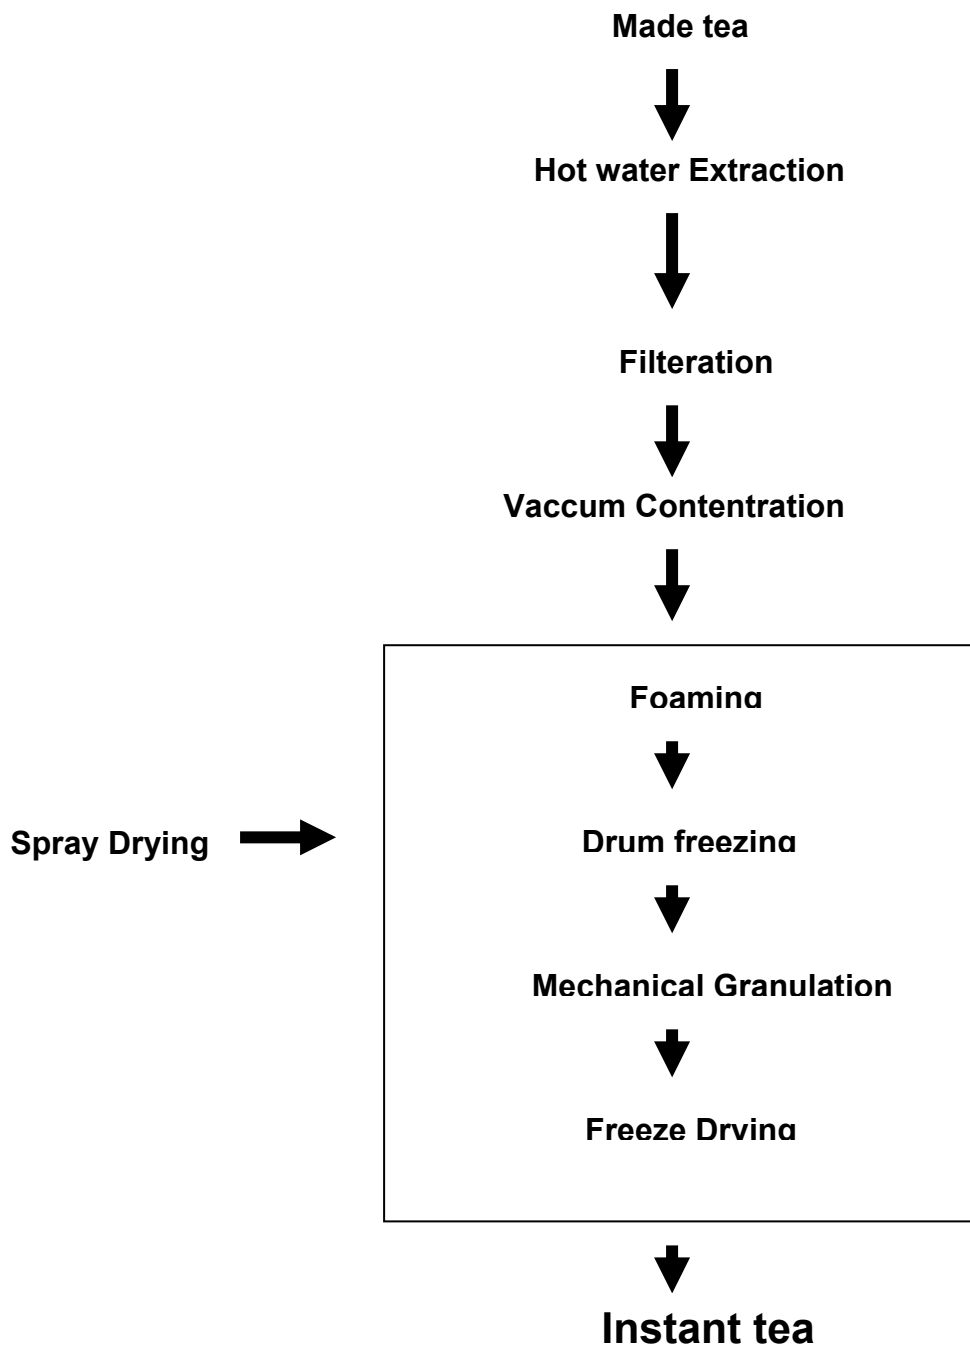 Made tea
Hot water Extraction
Filteration
Vaccum Contentration
Foaming
Spray Drying
Drum freezing
Mechanical Granulation
Freeze Drying
Instant tea